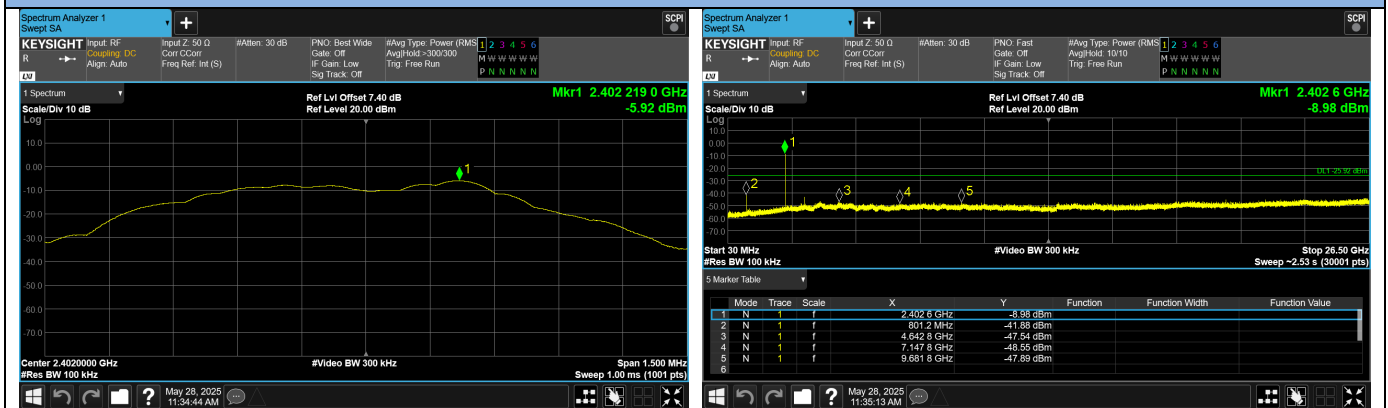 Spectrum Analyzer 1
Swept SA
+
SCPI
KEYSIGHT
R
LXI
Input: RF
Coupling: DC
Align: Auto
Input Z: 50 Ω
Corr CCorr
Freq Ref: Int (S)
#Atten: 30 dB
PNO: Best Wide
Gate: Off
IF Gain: Low
Sig Track: Off
#Avg Type: Power (RMS
Avg|Hold:>300/300
Trig: Free Run
1 2 3 4 5 6
M W W W W W
P N N N N N
1 Spectrum
Scale/Div 10 dB
Ref Lvl Offset 7.40 dB
Ref Level 20.00 dBm
Mkr1 2.402 219 0 GHz
-5.92 dBm
Log
10.0
0.00
-10.0
-20.0
-30.0
-40.0
-50.0
-60.0
-70.0
1
Center 2.4020000 GHz
#Res BW 100 kHz
#Video BW 300 kHz
Span 1.500 MHz
Sweep 1.00 ms (1001 pts)
?
May 28, 2025
11:34:44 AM
Spectrum Analyzer 1
Swept SA
+
SCPI
KEYSIGHT
R
LXI
Input: RF
Coupling: DC
Align: Auto
Input Z: 50 Ω
Corr CCorr
Freq Ref: Int (S)
#Atten: 30 dB
PNO: Fast
Gate: Off
IF Gain: Low
Sig Track: Off
#Avg Type: Power (RMS
Avg|Hold: 10/10
Trig: Free Run
1 2 3 4 5 6
M W W W W W
P N N N N N
1 Spectrum
Scale/Div 10 dB
Ref Lvl Offset 7.40 dB
Ref Level 20.00 dBm
Mkr1 2.402 6 GHz
-8.98 dBm
Log
10.0
0.00
-10.0
-20.0
-30.0
-40.0
-50.0
-60.0
-70.0
1
2
3
4
5
DL1 -25.92 dBm
Start 30 MHz
#Res BW 100 kHz
#Video BW 300 kHz
Stop 26.50 GHz
Sweep ~2.53 s (30001 pts)
5 Marker Table
Mode Trace Scale X Y Function Function Width Function Value
1 N 1 f 2.402 6 GHz -8.98 dBm
2 N 1 f 801.2 MHz -41.88 dBm
3 N 1 f 4.642 8 GHz -47.54 dBm
4 N 1 f 7.147 8 GHz -48.55 dBm
5 N 1 f 9.681 8 GHz -47.89 dBm
6
?
May 28, 2025
11:35:13 AM